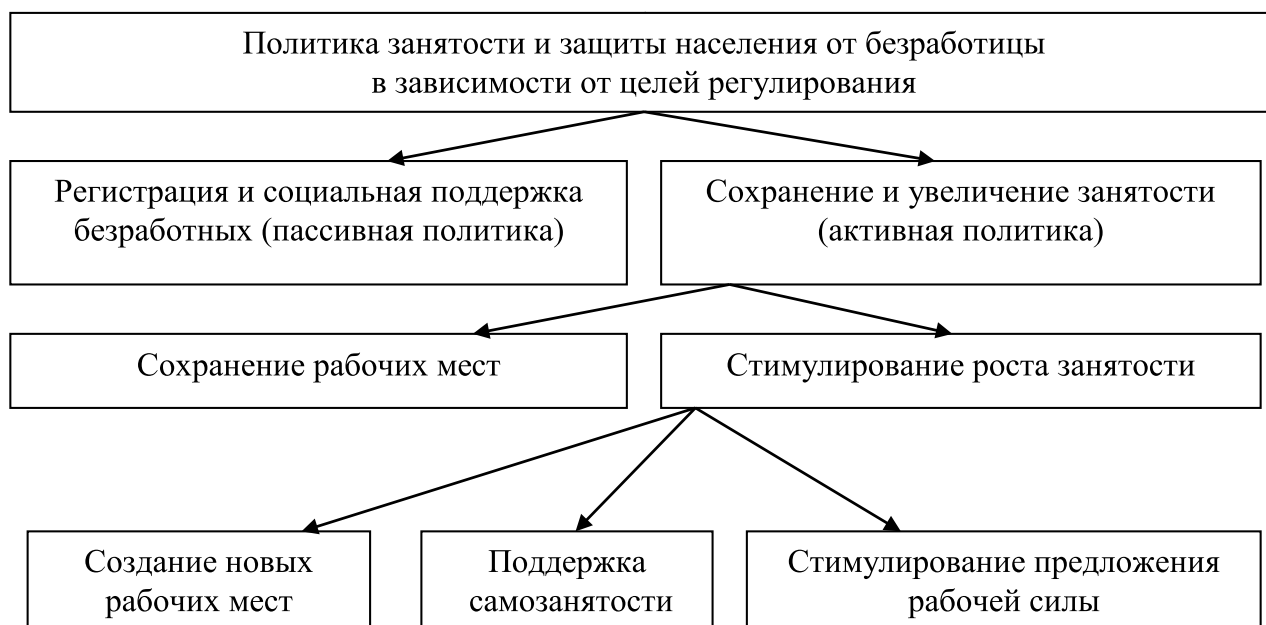 Политика занятости и защиты населения от безработицы
в зависимости от целей регулирования
Регистрация и социальная поддержка
безработных (пассивная политика)
Сохранение и увеличение занятости
(активная политика)
Сохранение рабочих мест
Стимулирование роста занятости
Создание новых
рабочих мест
Поддержка
самозанятости
Стимулирование предложения
рабочей силы